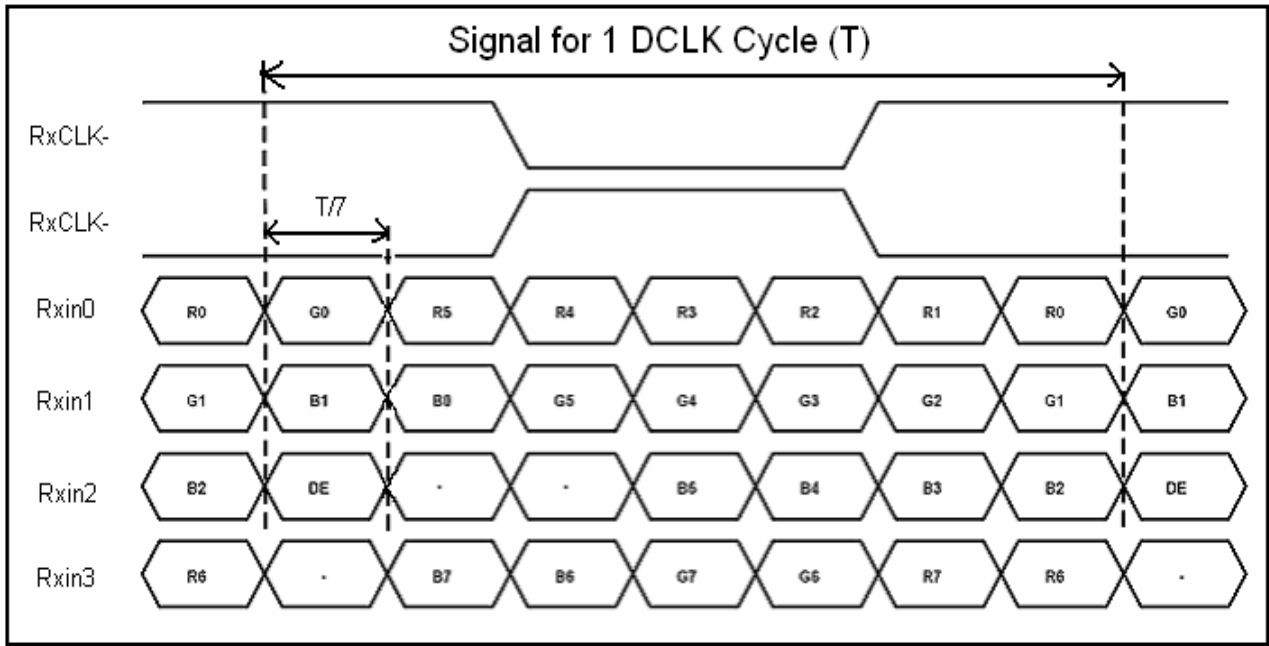 Signal for 1 DCLK Cycle (T)
RxCLK-
RxCLK-
T/7
Rxin0 R0 G0 R5 R4 R3 R2 R1 R0 G0
Rxin1 G1 B1 B0 G5 G4 G3 G2 G1 B1
Rxin2 B2 DE - - B5 B4 B3 B2 DE
Rxin3 R6 - B7 B6 G7 G6 R7 R6 -